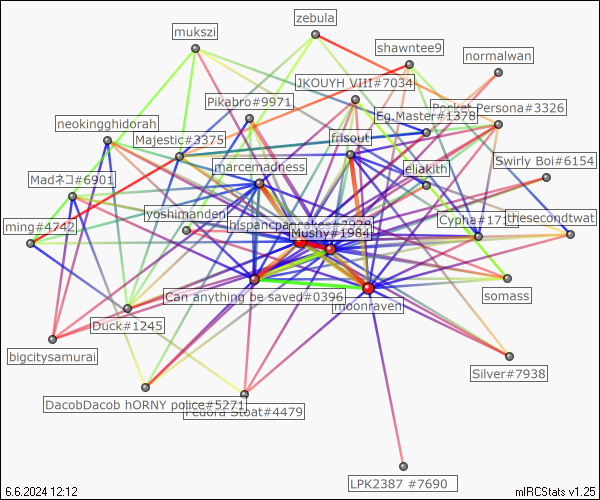 zebula
mukszi
shawntee9
normalwan
JKOUYH VIII#7034
Pikabro#9971
Pocket Persona#3326
Eg.Master#1378
neokingghidorah
Majestic#3375
frisout
Swirly Boi#6154
marcemadness
eliakith
Madネコ#6901
yoshimanden
thesecondtwat
Cypha#171
ming#4742
Mushy#1984
Can anything be saved#0396
somass
moonraven
Duck#1245
bigcitysamurai
Silver#7938
DacobDacob hORNY police#5271
Fedora Stoat#4479
LPK2387 #7690
6.6.2024 12:12
mIRCStats v1.25